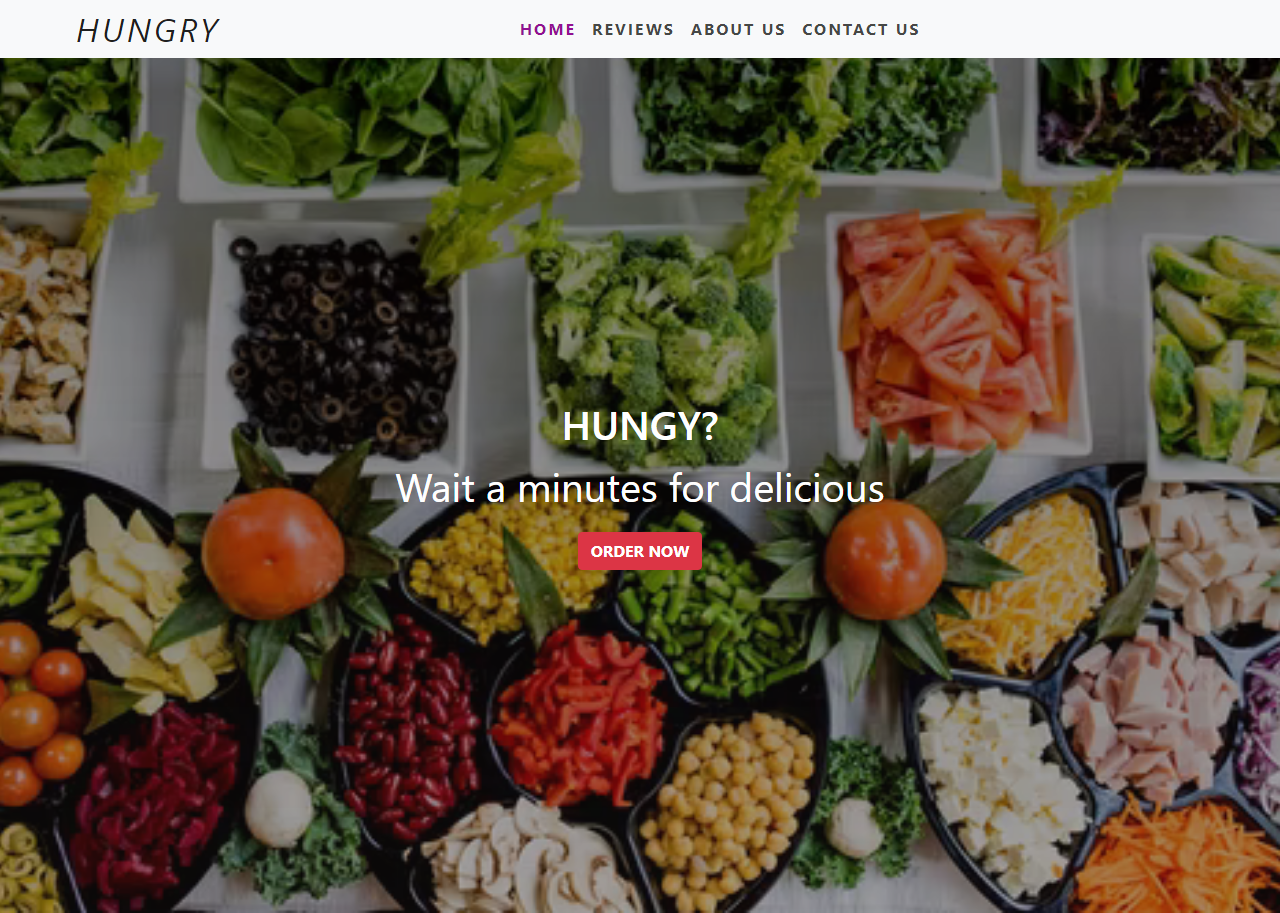 HUNGRY
HOME REVIEWS ABOUT US CONTACT US
HUNGY?
Wait a minutes for delicious
ORDER NOW